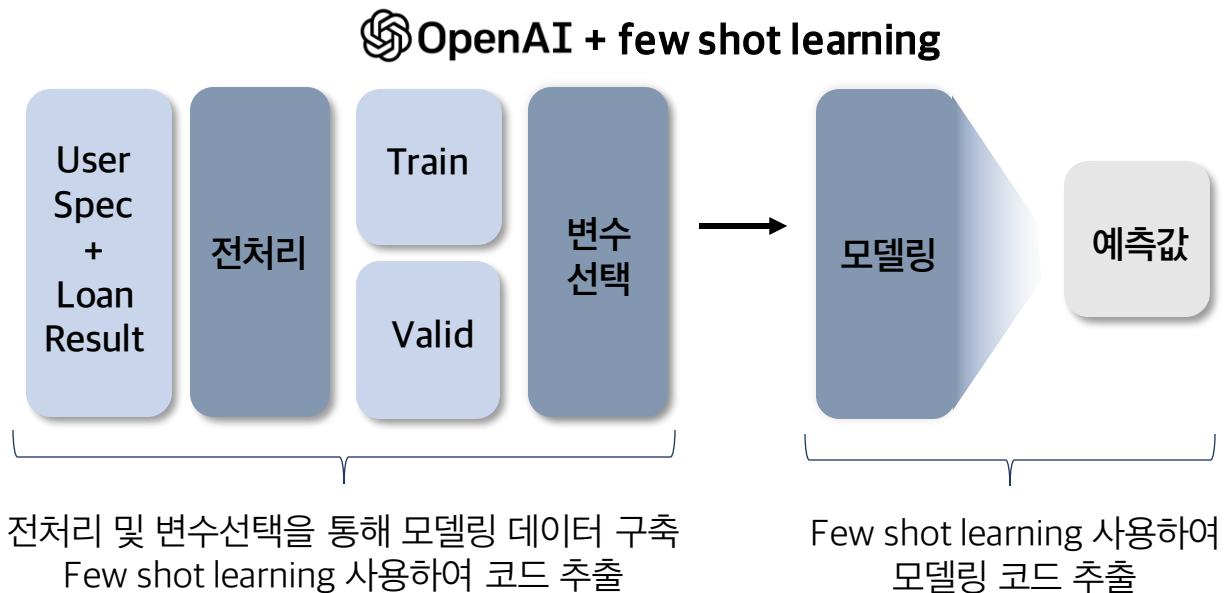 OpenAI + few shot learning
User
Spec
+
Loan
Result
전처리
Train
Valid
변수
선택
모델링
예측값
전처리 및 변수선택을 통해 모델링 데이터 구축
Few shot learning 사용하여 코드 추출
Few shot learning 사용하여
모델링 코드 추출